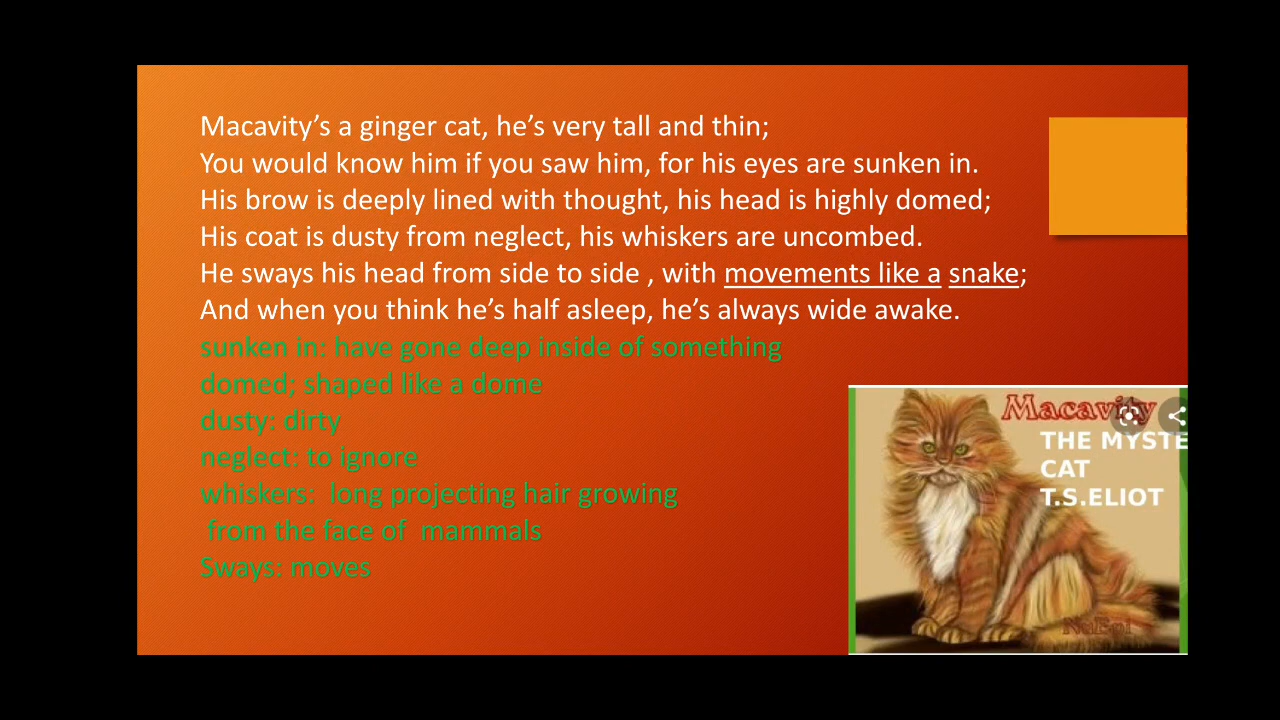 Macavity’s a ginger cat, he’s very tall and thin;
You would know him if you saw him, for his eyes are sunken in.
His brow is deeply lined with thought, his head is highly domed;
His coat is dusty from neglect, his whiskers are uncombed.
He sways his head from side to side , with movements like a snake;
And when you think he’s half asleep, he’s always wide awake.
sunken in: have gone deep inside of something
domed; shaped like a dome
dusty: dirty
neglect: to ignore
whiskers:  long projecting hair growing
from the face of  mammals
Sways: moves
Macavity
THE MYSTE
CAT
T.S.ELIOT